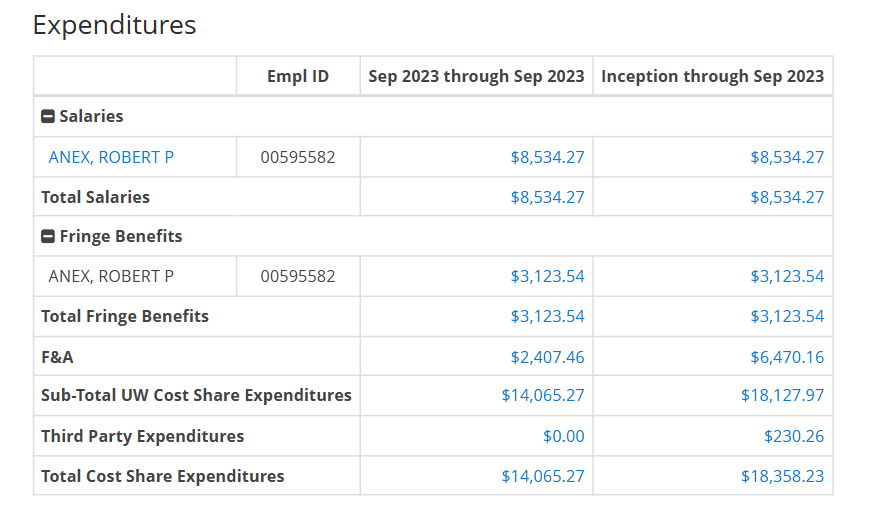 Expenditures
Empl ID Sep 2023 through Sep 2023 Inception through Sep 2023
Salaries
ANEX, ROBERT P 00595582 $8,534.27 $8,534.27
Total Salaries $8,534.27 $8,534.27
Fringe Benefits
ANEX, ROBERT P 00595582 $3,123.54 $3,123.54
Total Fringe Benefits $3,123.54 $3,123.54
F&A $2,407.46 $6,470.16
Sub-Total UW Cost Share Expenditures $14,065.27 $18,127.97
Third Party Expenditures $0.00 $230.26
Total Cost Share Expenditures $14,065.27 $18,358.23